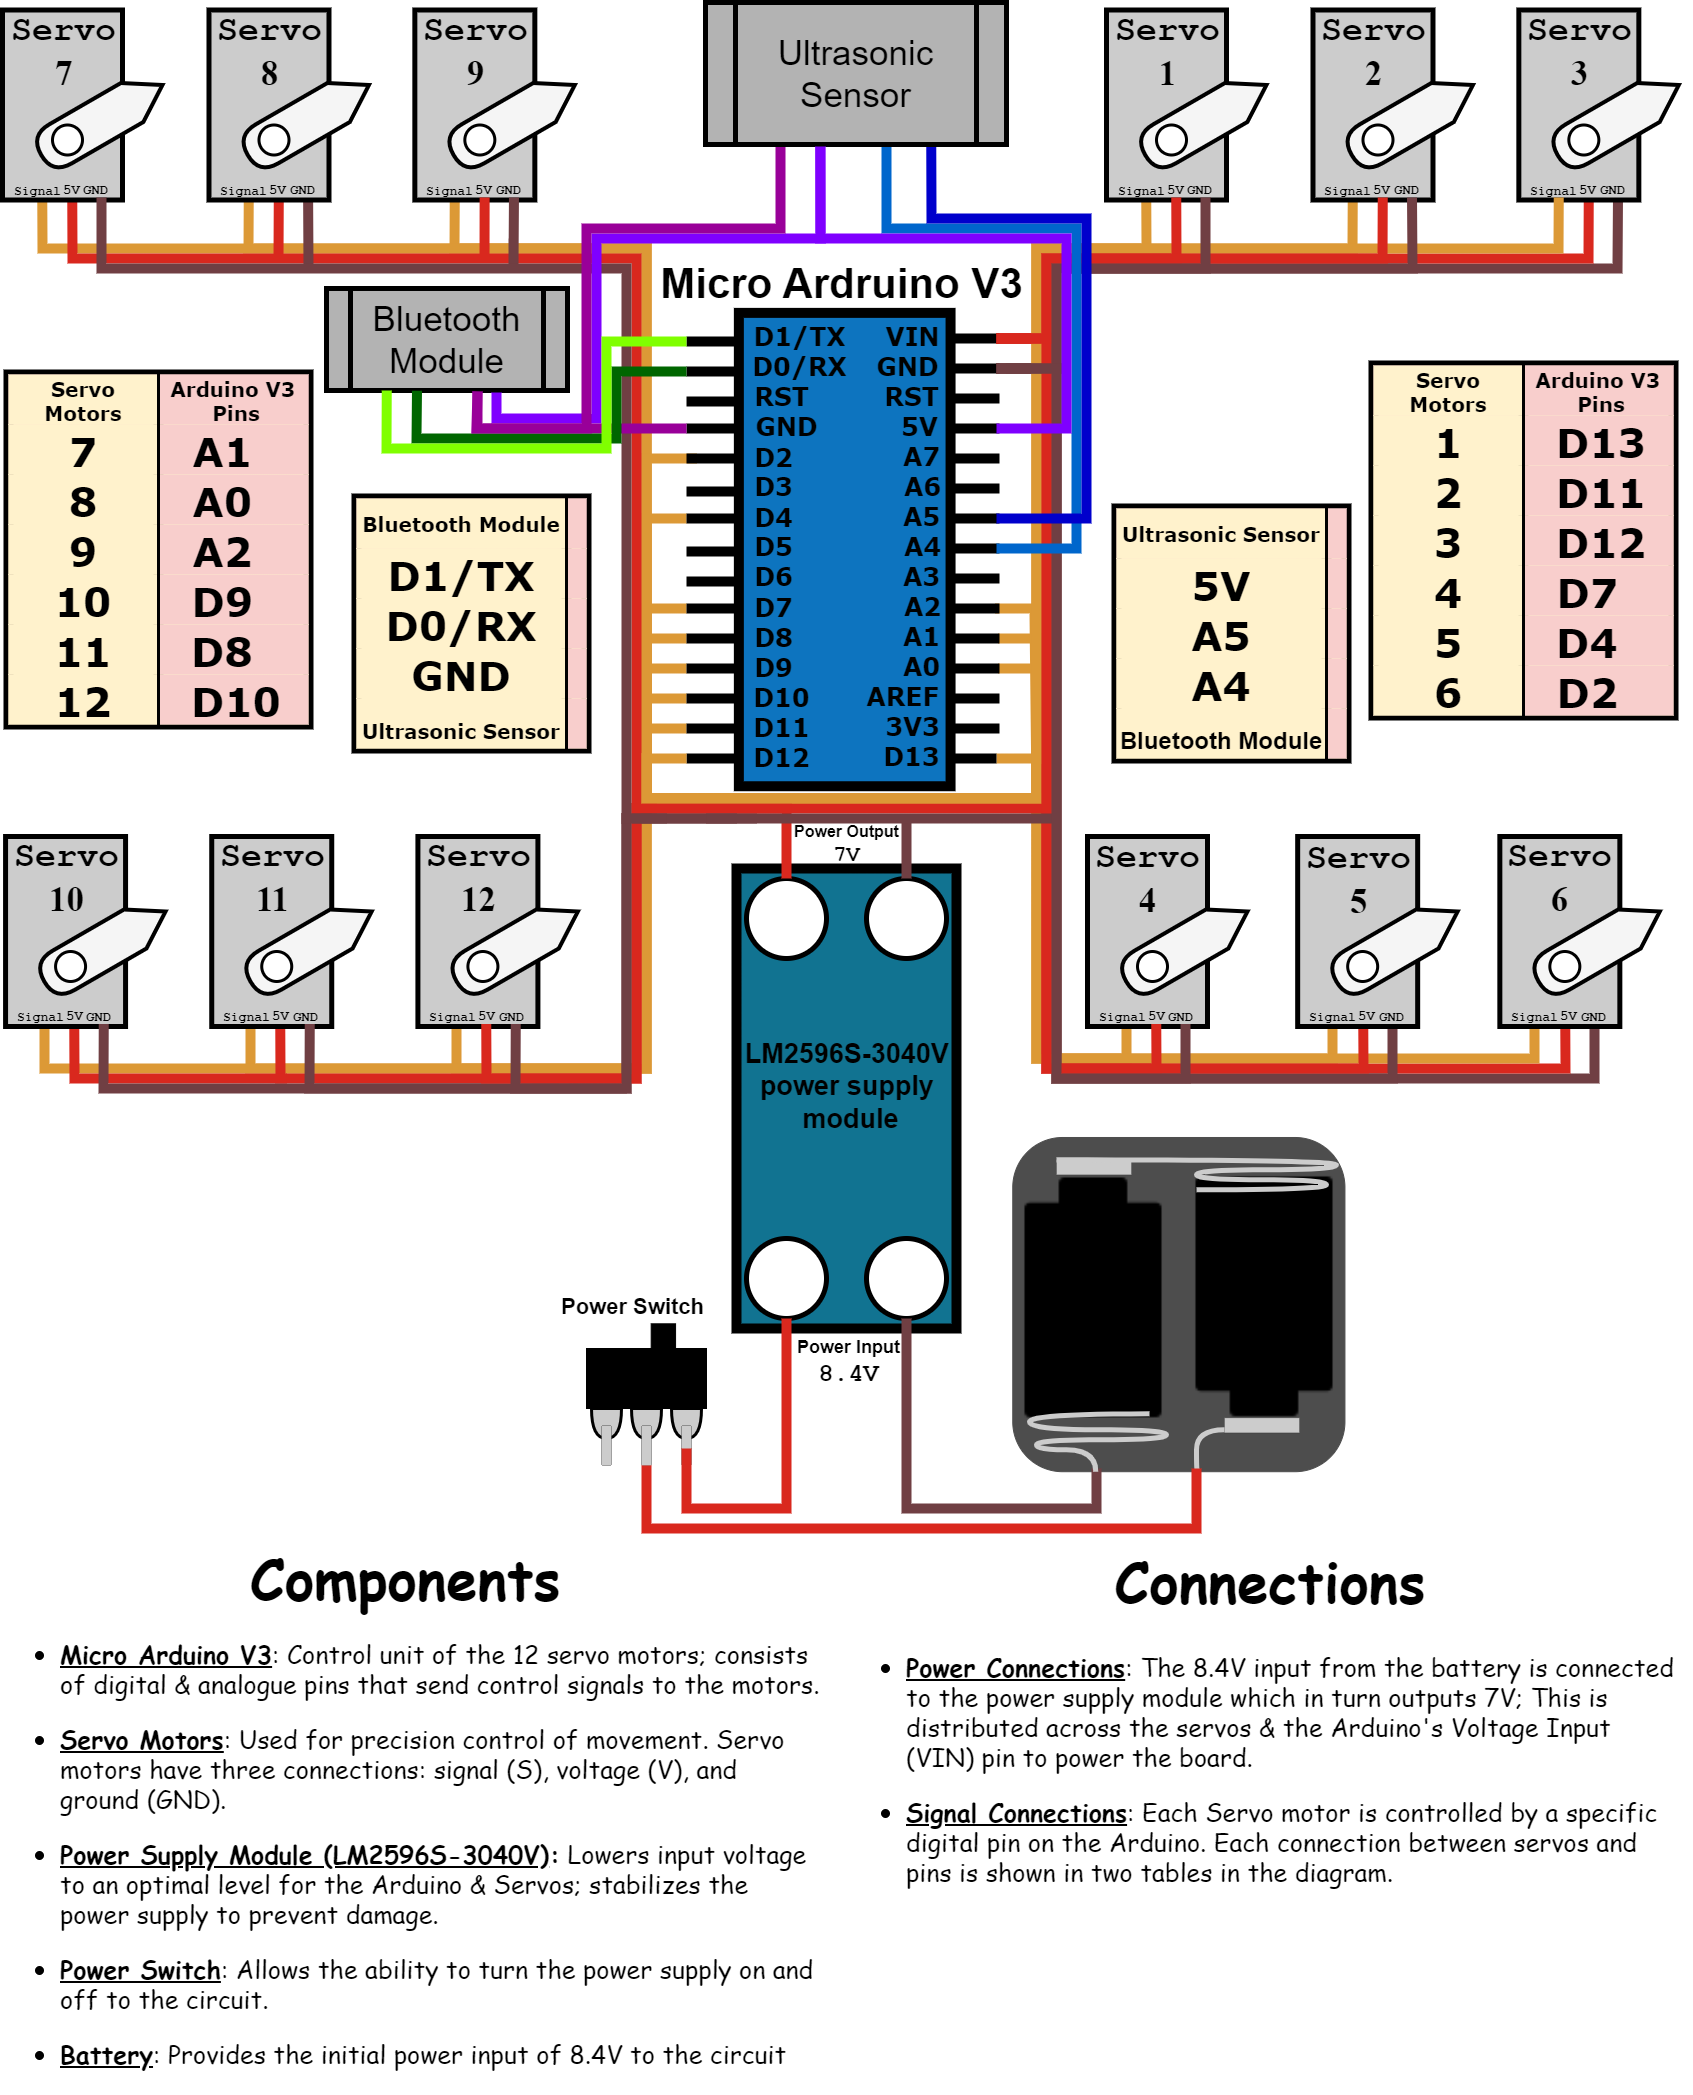 Servo
7
Signal 5V GND
Servo
8
Signal 5V GND
Servo
9
Signal 5V GND
Ultrasonic
Sensor
Servo
1
Signal 5V GND
Servo
2
Signal 5V GND
Servo
3
Signal 5V GND
Micro Ardruino V3
Bluetooth
Module
D1/TX VIN
D0/RX GND
RST RST
GND 5V
D2 A7
D3 A6
D4 A5
D5 A4
D6 A3
D7 A2
D8 A1
D9 A0
D10 AREF
D11 3V3
D12 D13
Servo
Motors
Arduino V3
Pins
7 A1
8 A0
9 A2
10 D9
11 D8
12 D10
Bluetooth Module
D1/TX
D0/RX
GND
Ultrasonic Sensor
Ultrasonic Sensor
5V
A5
A4
Bluetooth Module
Servo
Motors
Arduino V3
Pins
1 D13
2 D11
3 D12
4 D7
5 D4
6 D2
Servo
10
Signal 5V GND
Servo
11
Signal 5V GND
Servo
12
Signal 5V GND
Power Output
7V
LM2596S-3040V
power supply
module
Servo
4
Signal 5V GND
Servo
5
Signal 5V GND
Servo
6
Signal 5V GND
Power Switch
Power Input
8.4V
Components
• Micro Arduino V3: Control unit of the 12 servo motors; consists
of digital & analogue pins that send control signals to the motors.
• Servo Motors: Used for precision control of movement. Servo
motors have three connections: signal (S), voltage (V), and
ground (GND).
• Power Supply Module (LM2596S-3040V): Lowers input voltage
to an optimal level for the Arduino & Servos; stabilizes the
power supply to prevent damage.
• Power Switch: Allows the ability to turn the power supply on and
off to the circuit.
• Battery: Provides the initial power input of 8.4V to the circuit
Connections
• Power Connections: The 8.4V input from the battery is connected
to the power supply module which in turn outputs 7V; This is
distributed across the servos & the Arduino's Voltage Input
(VIN) pin to power the board.
• Signal Connections: Each Servo motor is controlled by a specific
digital pin on the Arduino. Each connection between servos and
pins is shown in two tables in the diagram.